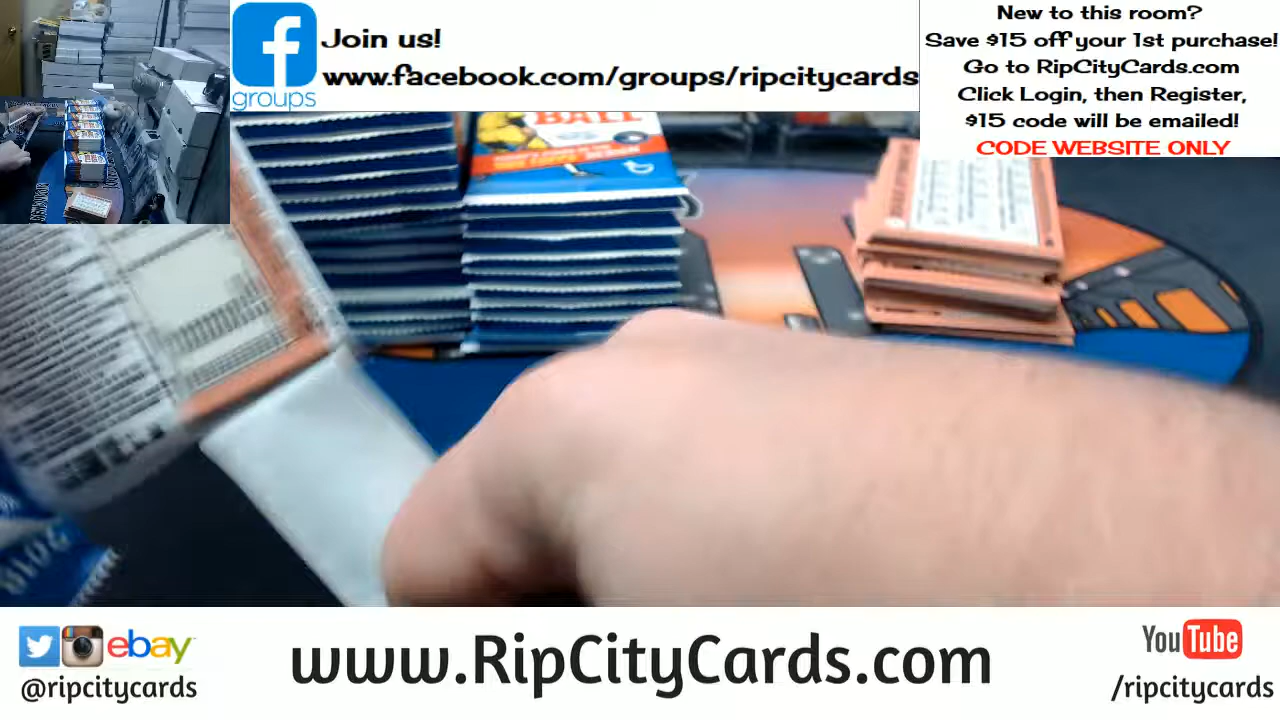 Join us!
www.facebook.com/groups/ripcitycards
groups
New to this room?
Save $15 off your 1st purchase!
Go to RipCityCards.com
Click Login, then Register,
$15 code will be emailed!
CODE WEBSITE ONLY
BALL
ebay
@ripcitycards
www.RipCityCards.com
YouTube
/ripcitycards